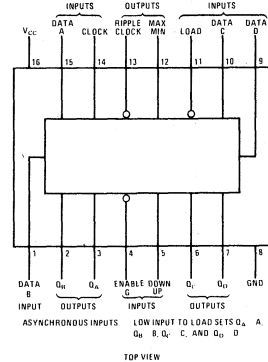 INPUTS OUTPUTS INPUTS
DATA RIPPLE MAX DATA DATA
VCC A CLOCK CLOCK MIN LOAD C D
16 15 14 13 12 11 10 9
1 2 3 4 5 6 7 8
DATA QB QA ENABLE DOWN QC QD GND
B G UP
INPUT OUTPUTS INPUTS OUTPUTS
ASYNCHRONOUS INPUTS LOW INPUT TO LOAD SETS QA A,
QB B, QC C, AND QD D
TOP VIEW